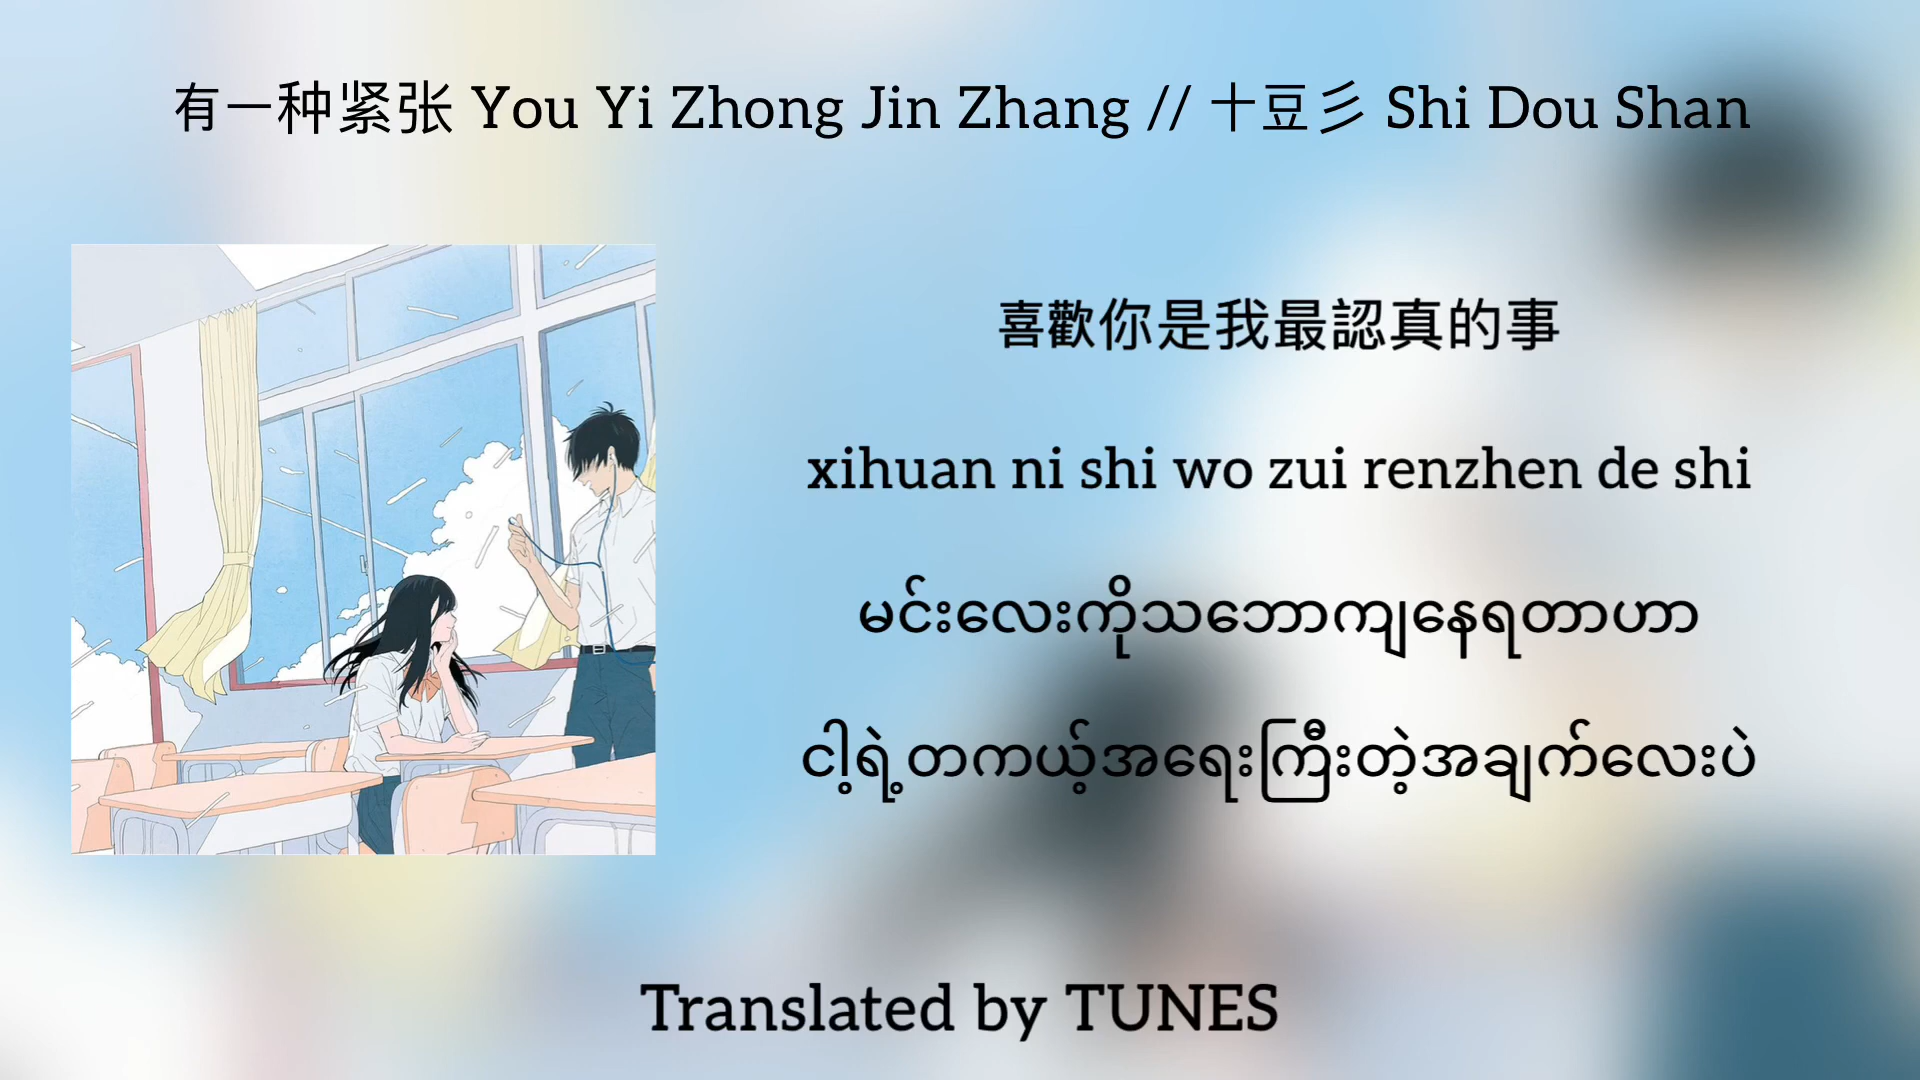 有一种紧张 You Yi Zhong Jin Zhang // 十豆彡 Shi Dou Shan
喜歡你是我最認真的事
xihuan ni shi wo zui renzhen de shi
မင်းလေးကိုသဘောကျနေရတာဟာ
ငါ့ရဲ့တကယ့်အရေးကြီးတဲ့အချက်လေးပဲ
Translated by TUNES